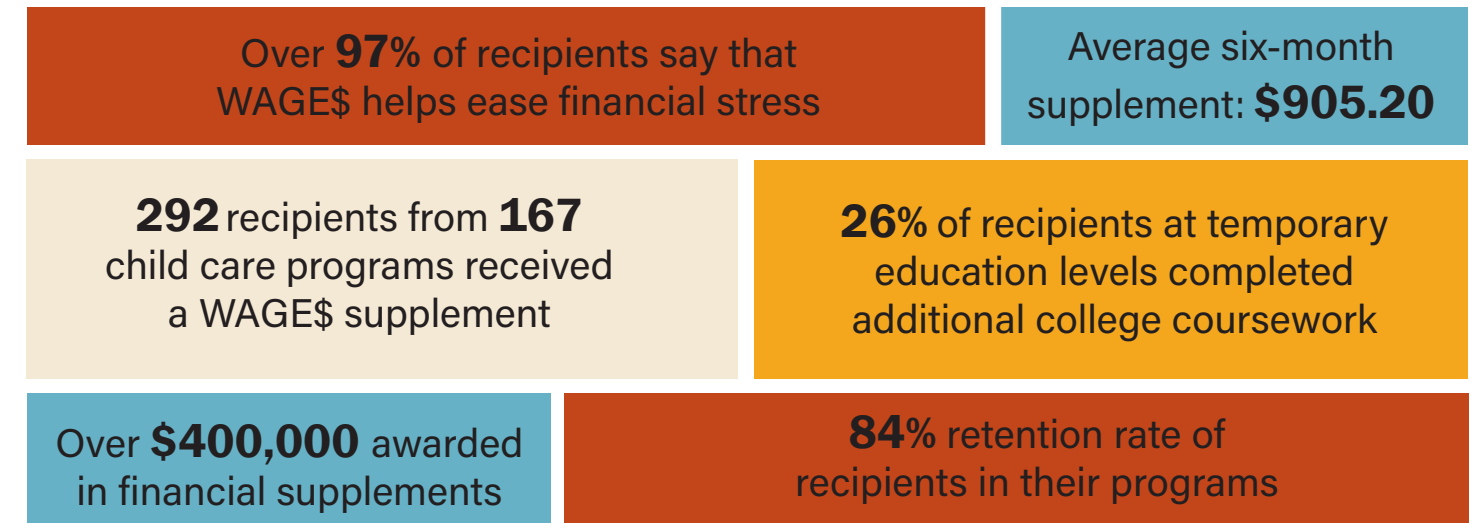 Over 97% of recipients say that
WAGE$ helps ease financial stress
Average six-month
supplement: $905.20
292 recipients from 167
child care programs received
a WAGE$ supplement
26% of recipients at temporary
education levels completed
additional college coursework
Over $400,000 awarded
in financial supplements
84% retention rate of
recipients in their programs